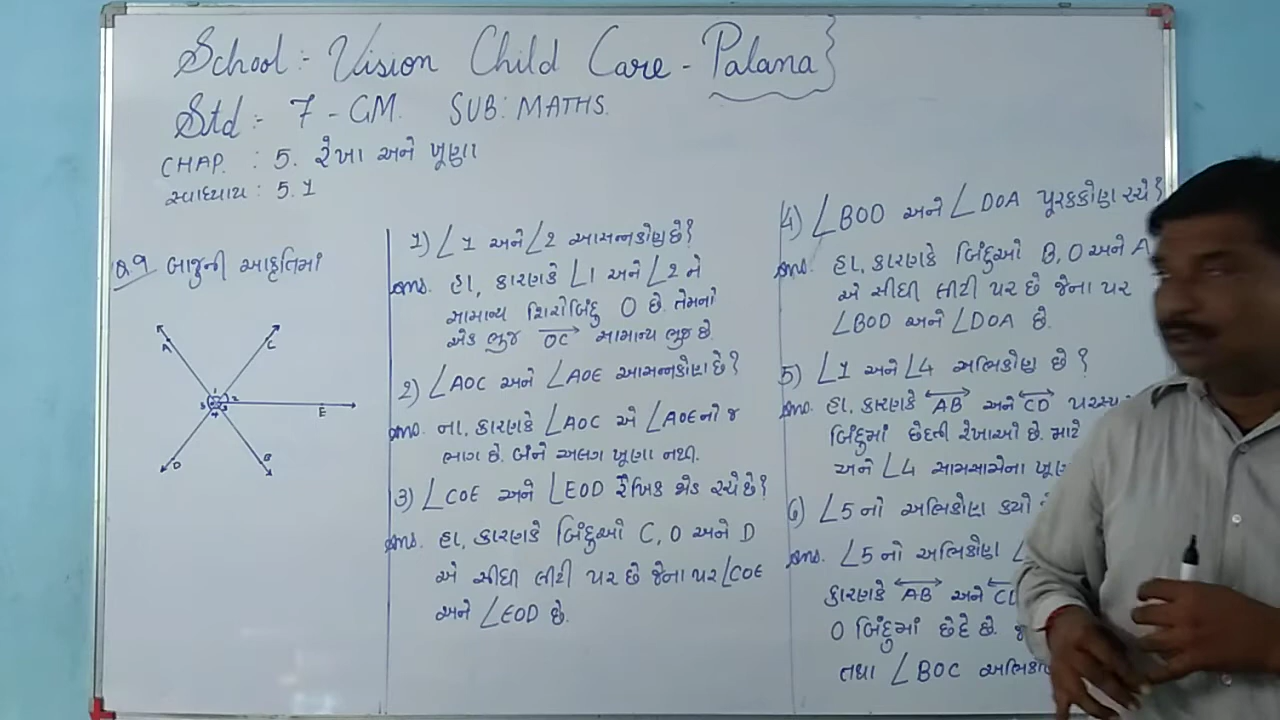 School:- Vision Child Care - Palana
Std:- 7 - GM. SUB: MATHS.
CHAP. : 5. રેખા અને ખૂણા
સ્વાધ્યાય : 5.1
Q.9 બાજુની આકૃતિમાં
A
C
1
2
E
D
B
1) ∠1 અને ∠2 આસન્નકોણ છે?
Ans. હા, કારણકે ∠1 અને ∠2 ને
સામાન્ય શિરોબિંદુ O છે. તેમનો
એક ભુજ OC સામાન્ય ભુજ છે.
2) ∠AOC અને ∠AOE આસન્નકોણ છે?
Ans. ના, કારણકે ∠AOC એ ∠AOE નો જ
ભાગ છે. બંને અલગ ખૂણા નથી.
3) ∠COE અને ∠EOD રૈખિક જોડ રચે છે?
Ans. હા, કારણકે બિંદુઓ C, O અને D
એ સીધી લીટી પર છે જેના પર ∠COE
અને ∠EOD છે.
4) ∠BOD અને ∠DOA પૂરકકોણ રચે?
Ans. હા, કારણકે બિંદુઓ B, O અને A
એ સીધી લીટી પર છે જેના પર
∠BOD અને ∠DOA છે.
5) ∠1 અને ∠4 અભિકોણ છે?
Ans. હા, કારણકે AB અને CD
બિંદુમાં છેદતી રેખાઓ છે. માટે
અને ∠4 સામસામેના
6) ∠5 નો અભિકોણ કયો
Ans. ∠5 નો અભિકોણ ∠
કારણકે AB અને
O બિંદુમાં છેદે છે.
તથા ∠BOC